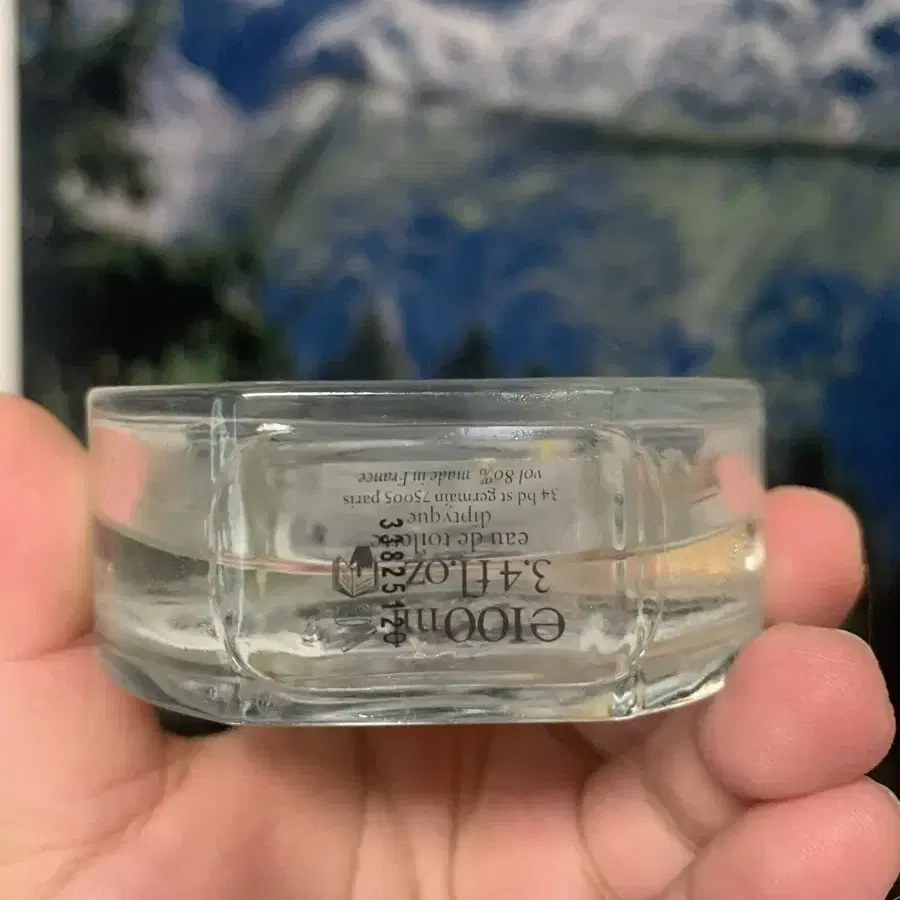 e100ml
3.4 fl.oz
eau de toilette
diptyque
34 bd st germain 75005 paris
vol 80% made in France